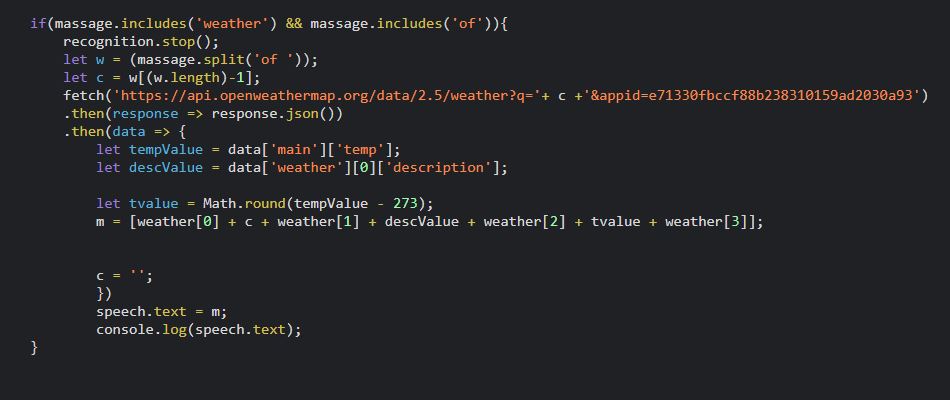 if(massage.includes('weather') && massage.includes('of')){
recognition.stop();
let w = (massage.split('of '));
let c = w[(w.length)-1];
fetch('https://api.openweathermap.org/data/2.5/weather?q='+ c +'&appid=e71330fbccf88b238310159ad2030a93')
.then(response => response.json())
.then(data => {
let tempValue = data['main']['temp'];
let descValue = data['weather'][0]['description'];
let tvalue = Math.round(tempValue - 273);
m = [weather[0] + c + weather[1] + descValue + weather[2] + tvalue + weather[3]];
c = '';
})
speech.text = m;
console.log(speech.text);
}